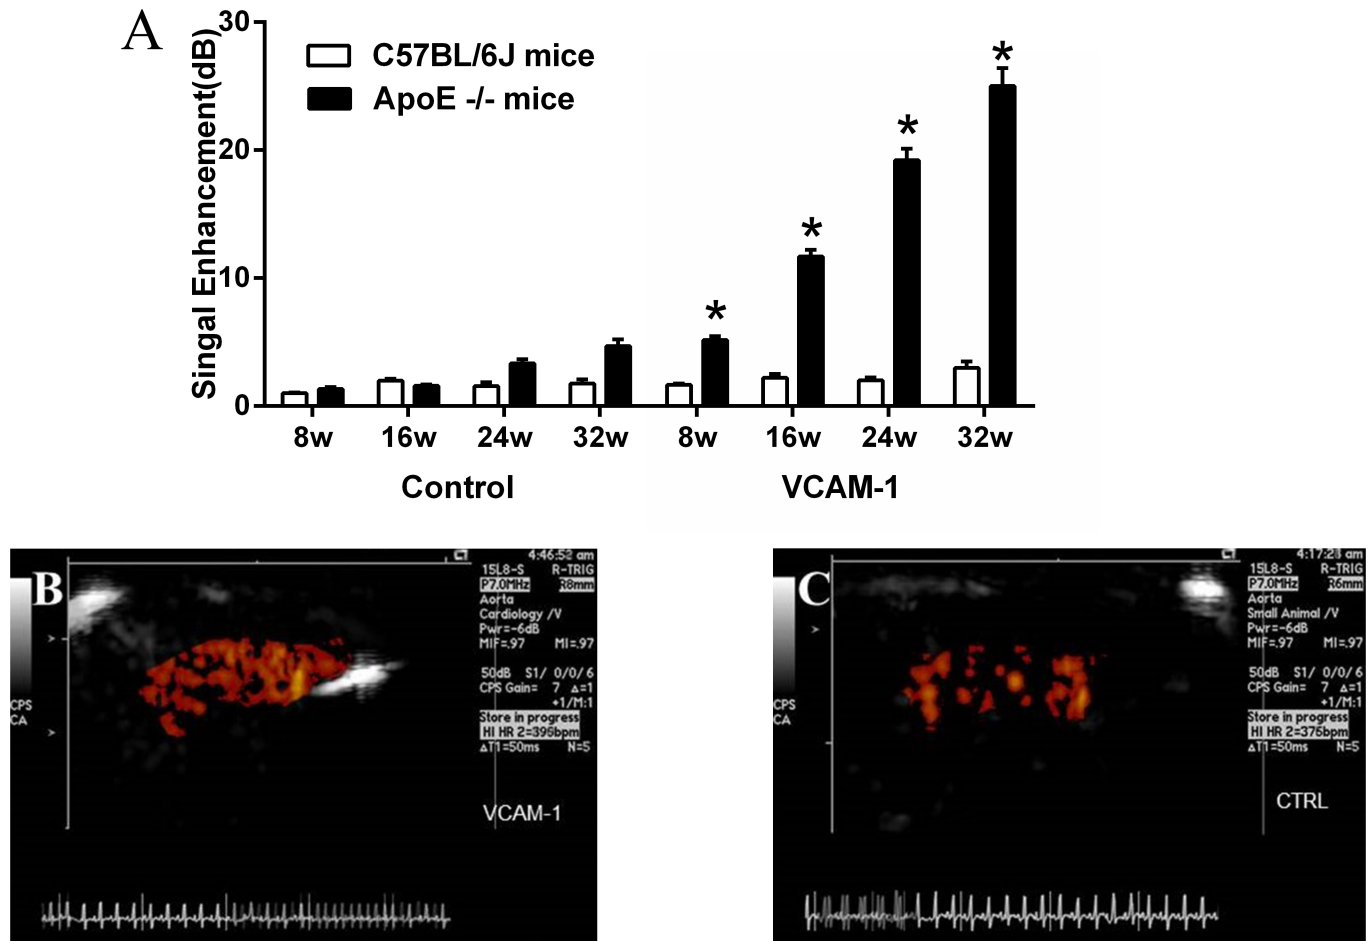 A
Singal Enhancement(dB)
30
20
10
0
C57BL/6J mice
ApoE -/- mice
*
*
*
*
8w 16w 24w 32w 8w 16w 24w 32w
Control VCAM-1
B
4:46:52 am
15L8-S R-TRIG
P7.0MHz R8mm
Aorta
Cardiology /V
Pwr=-6dB
MIF=.97 MI=.97
50dB S1/ 0/0/6
CPS Gain= 7 Δ=1
+1/M:1
Store in progress
HI HR 2=396bpm
ΔT1=50ms N=5
CPS
CA
VCAM-1
C
4:17:28 am
15L8-S R-TRIG
P7.0MHz R6mm
Aorta
Small Animal /V
Pwr=-6dB
MIF=.97 MI=.97
50dB S1/ 0/0/6
CPS Gain= 7 Δ=1
+1/M:1
Store in progress
HI HR 2=376bpm
ΔT1=50ms N=5
CPS
CA
CTRL